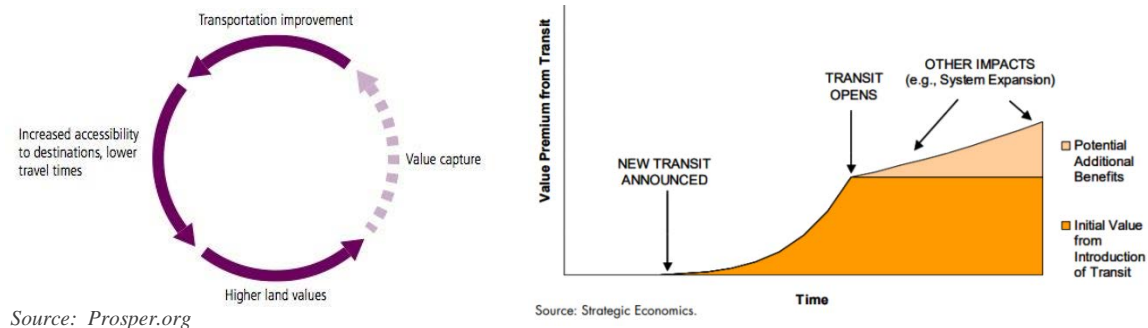 Transportation improvement
Increased accessibility
to destinations, lower
travel times
Value capture
Higher land values
Source:  Prosper.org
Value Premium from Transit
NEW TRANSIT
ANNOUNCED
TRANSIT
OPENS
OTHER IMPACTS
(e.g., System Expansion)
Potential
Additional
Benefits
Initial Value
from
Introduction
of Transit
Time
Source: Strategic Economics.